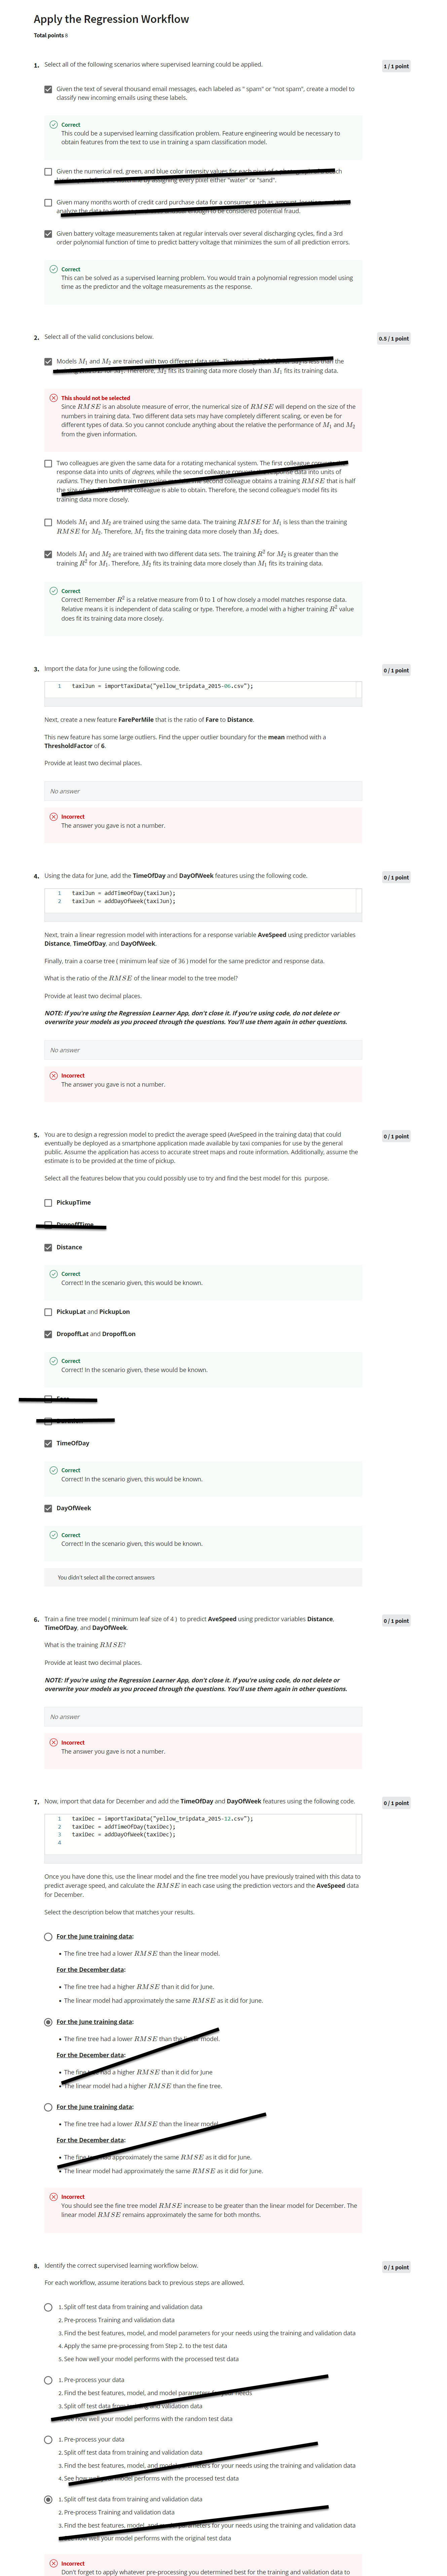 Apply the Regression Workflow
Total points 8
1. Select all of the following scenarios where supervised learning could be applied.
1 / 1 point
Given the text of several thousand email messages, each labeled as " spam" or "not spam", create a model to
classify new incoming emails using these labels.
Correct
This could be a supervised learning classification problem. Feature engineering would be necessary to
obtain features from the text to use in training a spam classification model.
Given the numerical red, green, and blue color intensity values for each
by assigning every pixel either "water" or "sand".
Given many months worth of credit card purchase data for a consumer such as
analyze the data to enough to be considered potential fraud.
Given battery voltage measurements taken at regular intervals over several discharging cycles, find a 3rd
order polynomial function of time to predict battery voltage that minimizes the sum of all prediction errors.
Correct
This can be solved as a supervised learning problem. You would train a polynomial regression model using
time as the predictor and the voltage measurements as the response.
2. Select all of the valid conclusions below.
0.5 / 1 point
Models M1 and M2 are trained with two different data sets. The training the
Therefore, M2 fits its training data more closely than M1 fits its training data.
This should not be selected
Since RMSE is an absolute measure of error, the numerical size of RMSE will depend on the size of the
numbers in training data. Two different data sets may have completely different scaling, or even be for
different types of data. So you cannot conclude anything about the relative the performance of M1 and M2
from the given information.
Two colleagues are given the same data for a rotating mechanical system. The first colleague
response data into units of degrees, while the second colleague response data into units of
radians. They then both train colleague obtains a training RMSE that is half
the size of first colleague is able to obtain. Therefore, the second colleague's model fits its
training data more closely.
Models M1 and M2 are trained using the same data. The training RMSE for M1 is less than the training
RMSE for M2. Therefore, M1 fits the training data more closely than M2 does.
Models M1 and M2 are trained with two different data sets. The training R² for M2 is greater than the
training R² for M1. Therefore, M2 fits its training data more closely than M1 fits its training data.
Correct
Correct! Remember R² is a relative measure from 0 to 1 of how closely a model matches response data.
Relative means it is independent of data scaling or type. Therefore, a model with a higher training R² value
does fit its training data more closely.
3. Import the data for June using the following code.
0 / 1 point
1 taxiJun = importTaxiData("yellow_tripdata_2015-06.csv");
Next, create a new feature FarePerMile that is the ratio of Fare to Distance.
This new feature has some large outliers. Find the upper outlier boundary for the mean method with a
ThresholdFactor of 6.
Provide at least two decimal places.
No answer
Incorrect
The answer you gave is not a number.
4. Using the data for June, add the TimeOfDay and DayOfWeek features using the following code.
0 / 1 point
1 taxiJun = addTimeOfDay(taxiJun);
2 taxiJun = addDayOfWeek(taxiJun);
Next, train a linear regression model with interactions for a response variable AveSpeed using predictor variables
Distance, TimeOfDay, and DayOfWeek.
Finally, train a coarse tree ( minimum leaf size of 36 ) model for the same predictor and response data.
What is the ratio of the RMSE of the linear model to the tree model?
Provide at least two decimal places.
NOTE: If you're using the Regression Learner App, don't close it. If you're using code, do not delete or
overwrite your models as you proceed through the questions. You'll use them again in other questions.
No answer
Incorrect
The answer you gave is not a number.
5. You are to design a regression model to predict the average speed (AveSpeed in the training data) that could
0 / 1 point
eventually be deployed as a smartphone application made available by taxi companies for use by the general
public. Assume the application has access to accurate street maps and route information. Additionally, assume the
estimate is to be provided at the time of pickup.
Select all the features below that you could possibly use to try and find the best model for this purpose.
PickupTime
DropoffTime
Distance
Correct
Correct! In the scenario given, this would be known.
PickupLat and PickupLon
DropoffLat and DropoffLon
Correct
Correct! In the scenario given, these would be known.
TimeOfDay
Correct
Correct! In the scenario given, this would be known.
DayOfWeek
Correct
Correct! In the scenario given, this would be known.
You didn't select all the correct answers
6. Train a fine tree model ( minimum leaf size of 4 ) to predict AveSpeed using predictor variables Distance,
0 / 1 point
TimeOfDay, and DayOfWeek.
What is the training RMSE?
Provide at least two decimal places.
NOTE: If you're using the Regression Learner App, don't close it. If you're using code, do not delete or
overwrite your models as you proceed through the questions. You'll use them again in other questions.
No answer
Incorrect
The answer you gave is not a number.
7. Now, import that data for December and add the TimeOfDay and DayOfWeek features using the following code.
0 / 1 point
1 taxiDec = importTaxiData("yellow_tripdata_2015-12.csv");
2 taxiDec = addTimeOfDay(taxiDec);
3 taxiDec = addDayOfWeek(taxiDec);
4
Once you have done this, use the linear model and the fine tree model you have previously trained with this data to
predict average speed, and calculate the RMSE in each case using the prediction vectors and the AveSpeed data
for December.
Select the description below that matches your results.
For the June training data:
• The fine tree had a lower RMSE than the linear model.
For the December data:
• The fine tree had a higher RMSE than it did for June.
• The linear model had approximately the same RMSE as it did for June.
For the June training data:
• The fine tree had a lower RMSE than the linear model.
For the December data:
• The fine tree had a higher RMSE than it did for June
• The linear model had a higher RMSE than the fine tree.
For the June training data:
• The fine tree had a lower RMSE than the linear model
For the December data:
• The fine tree had approximately the same RMSE as it did for June.
• The linear model had approximately the same RMSE as it did for June.
Incorrect
You should see the fine tree model RMSE increase to be greater than the linear model for December. The
linear model RMSE remains approximately the same for both months.
8. Identify the correct supervised learning workflow below.
0 / 1 point
For each workflow, assume iterations back to previous steps are allowed.
1. Split off test data from training and validation data
2. Pre-process Training and validation data
3. Find the best features, model, and model parameters for your needs using the training and validation data
4. Apply the same pre-processing from Step 2. to the test data
5. See how well your model performs with the processed test data
1. Pre-process your data
2. Find the best features, model, and model parameters for your needs
3. Split off test data from training and validation data
See how well your model performs with the random test data
1. Pre-process your data
2. Split off test data from training and validation data
3. Find the best features, model, and model parameters for your needs using the training and validation data
4. See how well your model performs with the processed test data
1. Split off test data from training and validation data
2. Pre-process Training and validation data
3. Find the best features, model, and model parameters for your needs using the training and validation data
how well your model performs with the original test data
Incorrect
Don't forget to apply whatever pre-processing you determined best for the training and validation data to